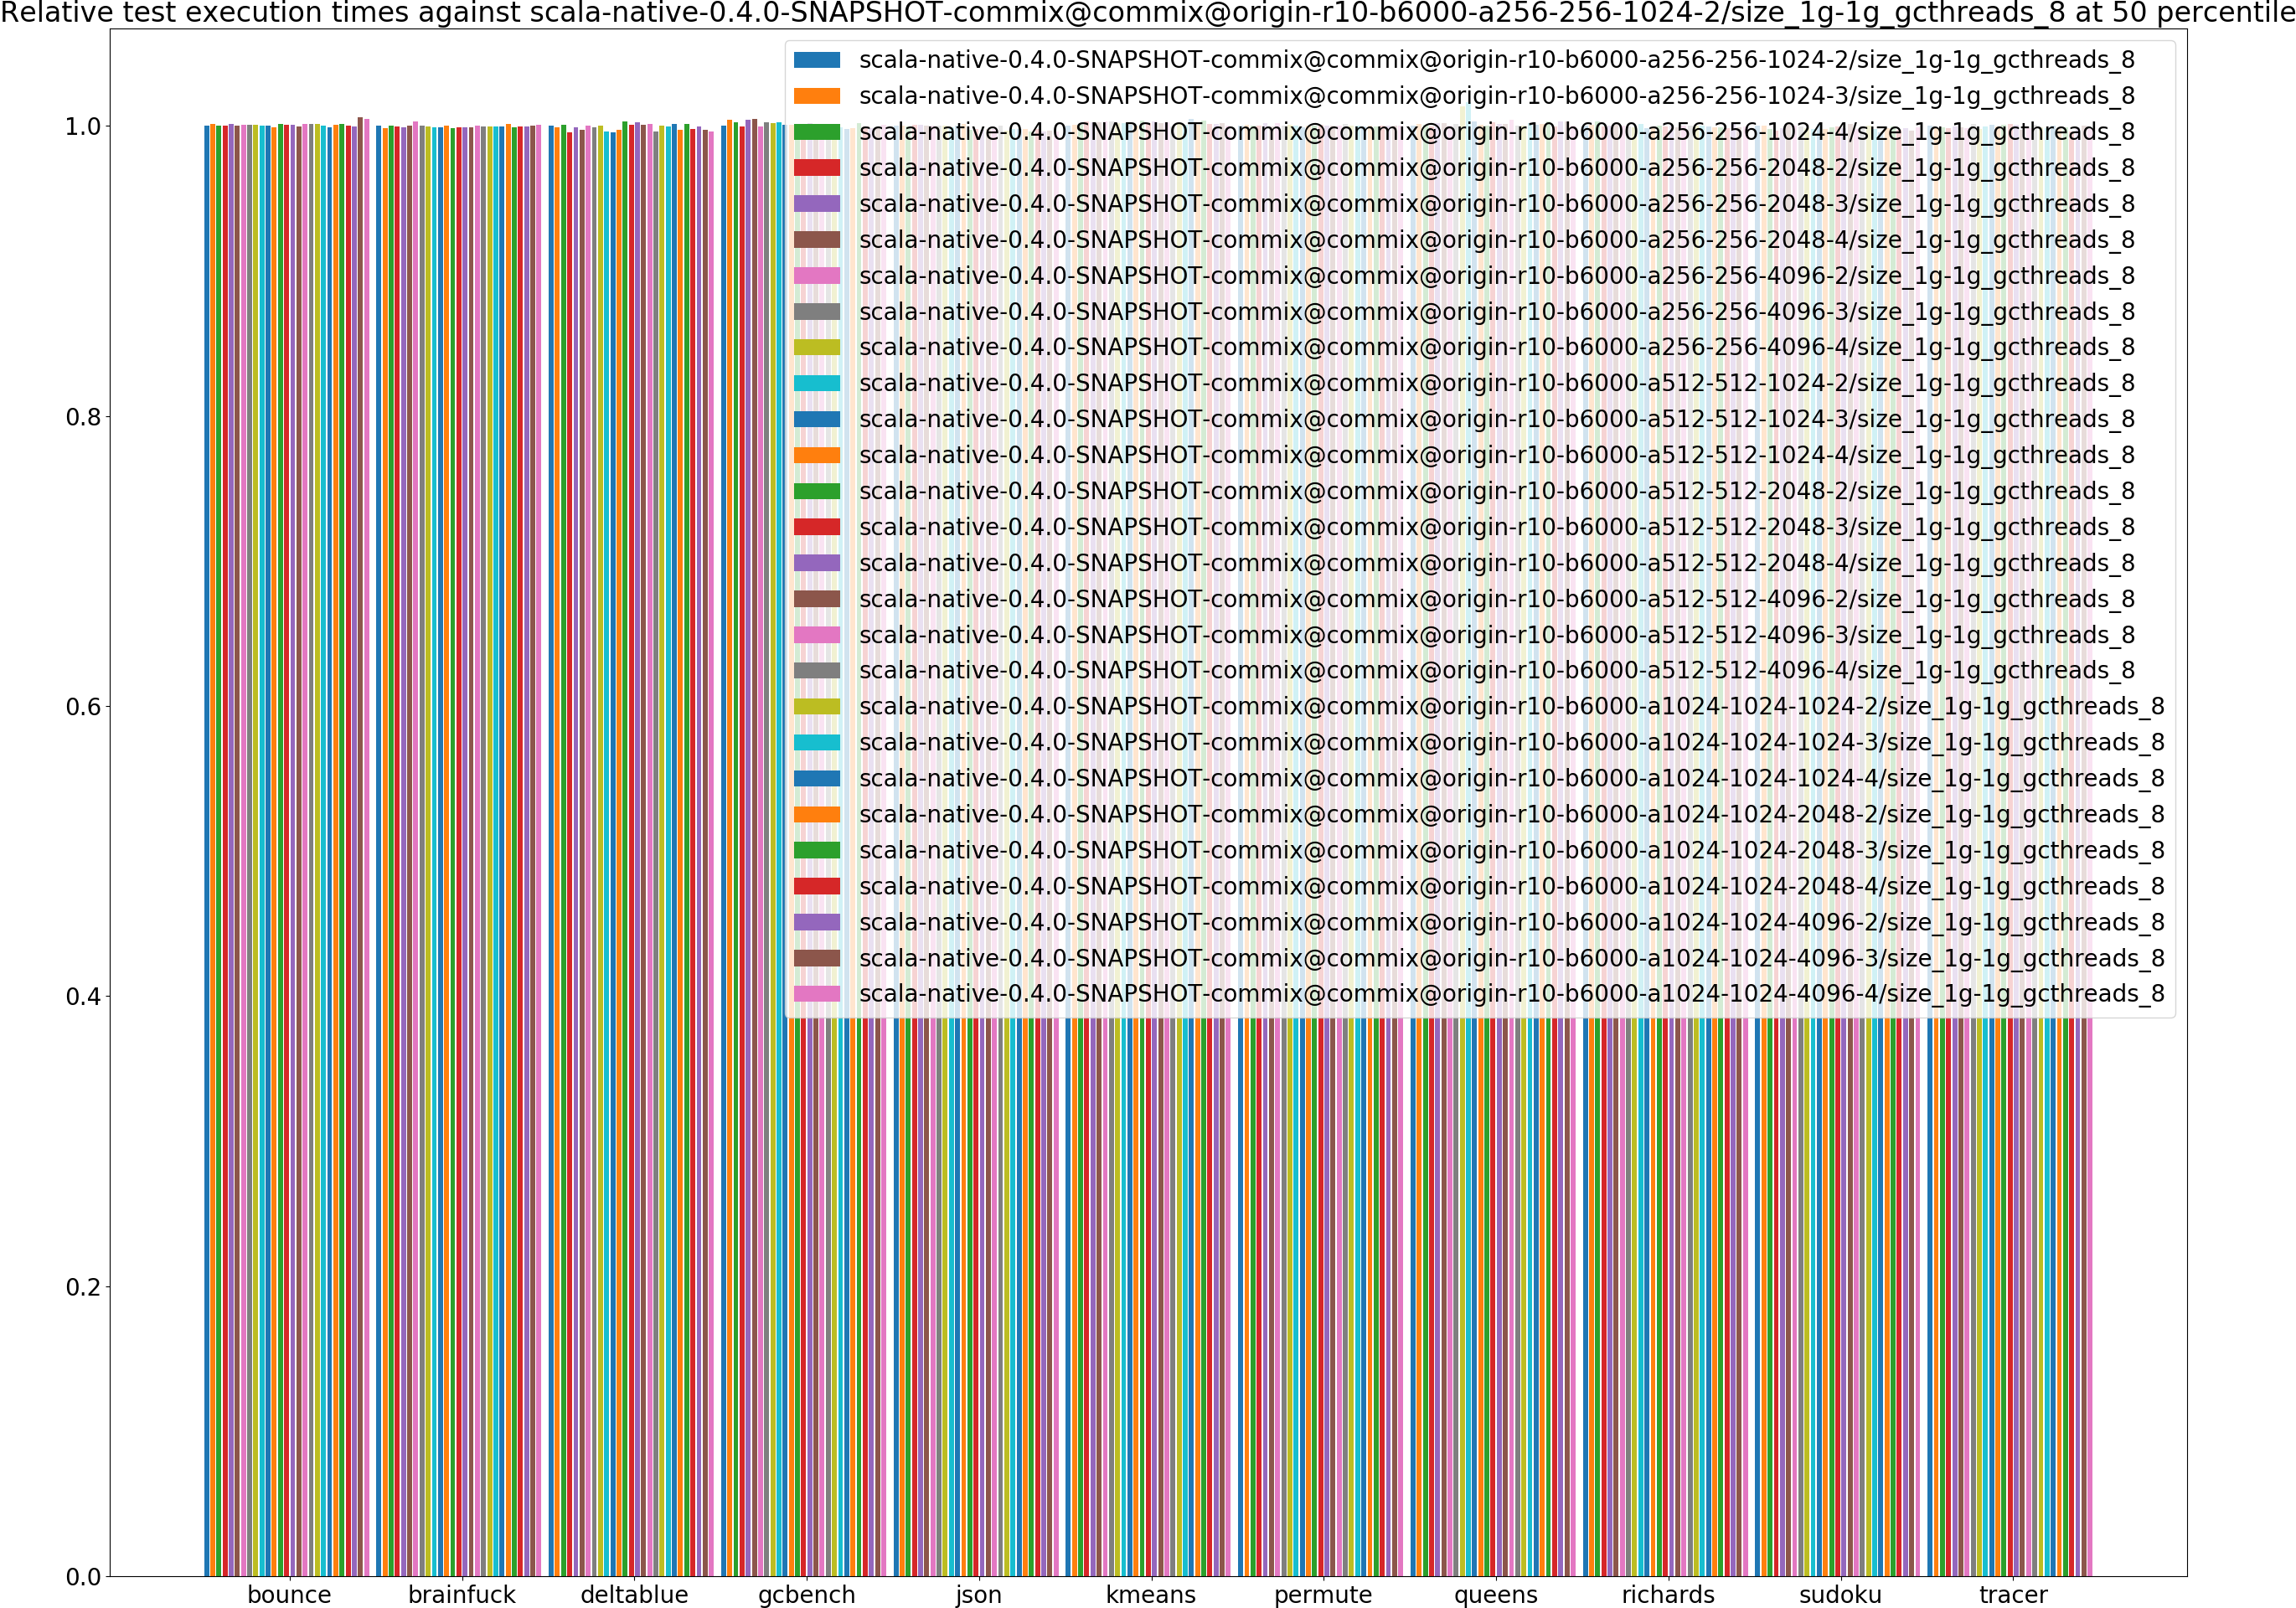 Relative test execution times against scala-native-0.4.0-SNAPSHOT-commix@commix@origin-r10-b6000-a256-256-1024-2/size_1g-1g_gcthreads_8 at 50 percentile
scala-native-0.4.0-SNAPSHOT-commix@commix@origin-r10-b6000-a256-256-1024-2/size_1g-1g_gcthreads_8
scala-native-0.4.0-SNAPSHOT-commix@commix@origin-r10-b6000-a256-256-1024-3/size_1g-1g_gcthreads_8
scala-native-0.4.0-SNAPSHOT-commix@commix@origin-r10-b6000-a256-256-1024-4/size_1g-1g_gcthreads_8
scala-native-0.4.0-SNAPSHOT-commix@commix@origin-r10-b6000-a256-256-2048-2/size_1g-1g_gcthreads_8
scala-native-0.4.0-SNAPSHOT-commix@commix@origin-r10-b6000-a256-256-2048-3/size_1g-1g_gcthreads_8
scala-native-0.4.0-SNAPSHOT-commix@commix@origin-r10-b6000-a256-256-2048-4/size_1g-1g_gcthreads_8
scala-native-0.4.0-SNAPSHOT-commix@commix@origin-r10-b6000-a256-256-4096-2/size_1g-1g_gcthreads_8
scala-native-0.4.0-SNAPSHOT-commix@commix@origin-r10-b6000-a256-256-4096-3/size_1g-1g_gcthreads_8
scala-native-0.4.0-SNAPSHOT-commix@commix@origin-r10-b6000-a256-256-4096-4/size_1g-1g_gcthreads_8
scala-native-0.4.0-SNAPSHOT-commix@commix@origin-r10-b6000-a512-512-1024-2/size_1g-1g_gcthreads_8
scala-native-0.4.0-SNAPSHOT-commix@commix@origin-r10-b6000-a512-512-1024-3/size_1g-1g_gcthreads_8
scala-native-0.4.0-SNAPSHOT-commix@commix@origin-r10-b6000-a512-512-1024-4/size_1g-1g_gcthreads_8
scala-native-0.4.0-SNAPSHOT-commix@commix@origin-r10-b6000-a512-512-2048-2/size_1g-1g_gcthreads_8
scala-native-0.4.0-SNAPSHOT-commix@commix@origin-r10-b6000-a512-512-2048-3/size_1g-1g_gcthreads_8
scala-native-0.4.0-SNAPSHOT-commix@commix@origin-r10-b6000-a512-512-2048-4/size_1g-1g_gcthreads_8
scala-native-0.4.0-SNAPSHOT-commix@commix@origin-r10-b6000-a512-512-4096-2/size_1g-1g_gcthreads_8
scala-native-0.4.0-SNAPSHOT-commix@commix@origin-r10-b6000-a512-512-4096-3/size_1g-1g_gcthreads_8
scala-native-0.4.0-SNAPSHOT-commix@commix@origin-r10-b6000-a512-512-4096-4/size_1g-1g_gcthreads_8
scala-native-0.4.0-SNAPSHOT-commix@commix@origin-r10-b6000-a1024-1024-1024-2/size_1g-1g_gcthreads_8
scala-native-0.4.0-SNAPSHOT-commix@commix@origin-r10-b6000-a1024-1024-1024-3/size_1g-1g_gcthreads_8
scala-native-0.4.0-SNAPSHOT-commix@commix@origin-r10-b6000-a1024-1024-1024-4/size_1g-1g_gcthreads_8
scala-native-0.4.0-SNAPSHOT-commix@commix@origin-r10-b6000-a1024-1024-2048-2/size_1g-1g_gcthreads_8
scala-native-0.4.0-SNAPSHOT-commix@commix@origin-r10-b6000-a1024-1024-2048-3/size_1g-1g_gcthreads_8
scala-native-0.4.0-SNAPSHOT-commix@commix@origin-r10-b6000-a1024-1024-2048-4/size_1g-1g_gcthreads_8
scala-native-0.4.0-SNAPSHOT-commix@commix@origin-r10-b6000-a1024-1024-4096-2/size_1g-1g_gcthreads_8
scala-native-0.4.0-SNAPSHOT-commix@commix@origin-r10-b6000-a1024-1024-4096-3/size_1g-1g_gcthreads_8
scala-native-0.4.0-SNAPSHOT-commix@commix@origin-r10-b6000-a1024-1024-4096-4/size_1g-1g_gcthreads_8
1.0
0.8
0.6
0.4
0.2
0.0
bounce brainfuck deltablue gcbench json kmeans permute queens richards sudoku tracer